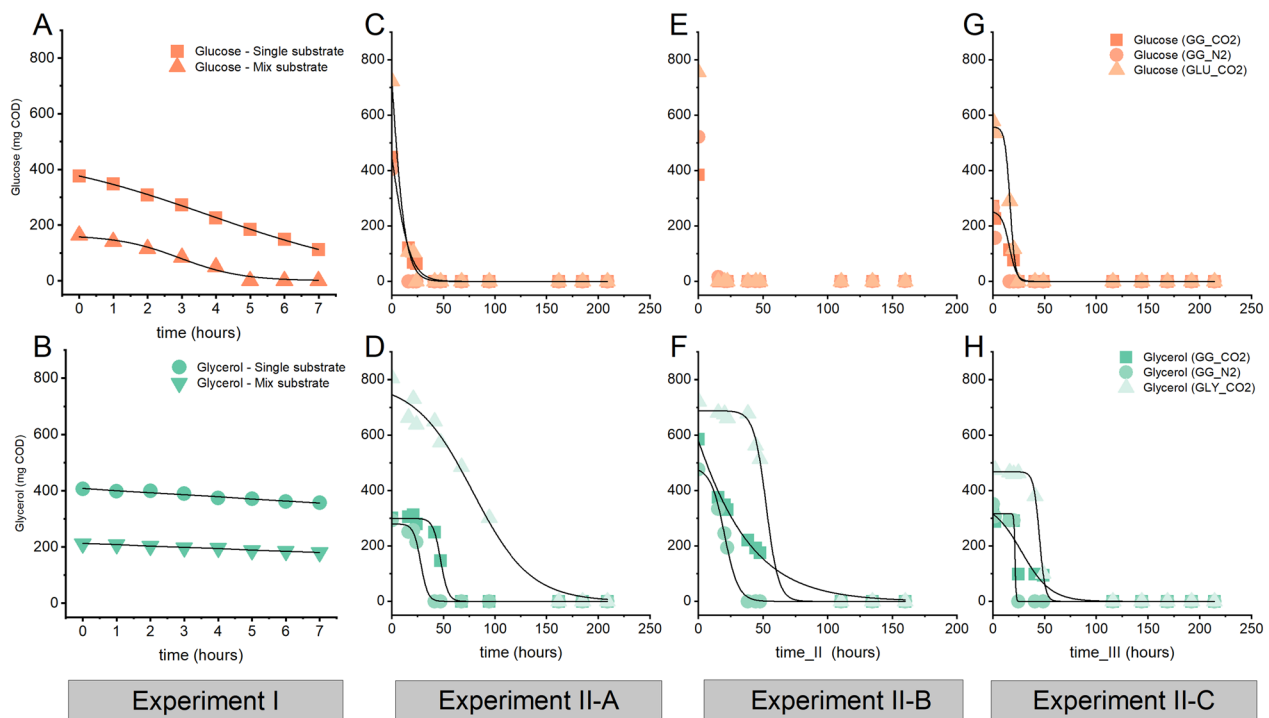 A
C
E
G
Glucose - Single substrate
Glucose - Mix substrate
Glucose (GG_CO2)
Glucose (GG_N2)
Glucose (GLU_CO2)
Glucose (mg COD)
800
600
400
200
0
0 1 2 3 4 5 6 7
time (hours)
800
600
400
200
0
0 50 100 150 200 250
800
600
400
200
0
0 50 100 150 200 250
800
600
400
200
0
0 50 100 150 200 250
B
D
F
H
Glycerol - Single substrate
Glycerol - Mix substrate
Glycerol (GG_CO2)
Glycerol (GG_N2)
Glycerol (GLY_CO2)
Glycerol (mg COD)
800
600
400
200
0
0 1 2 3 4 5 6 7
time (hours)
800
600
400
200
0
0 50 100 150 200 250
time (hours)
800
600
400
200
0
0 50 100 150 200
time_II (hours)
800
600
400
200
0
0 50 100 150 200 250
time_III (hours)
Experiment I
Experiment II-A
Experiment II-B
Experiment II-C